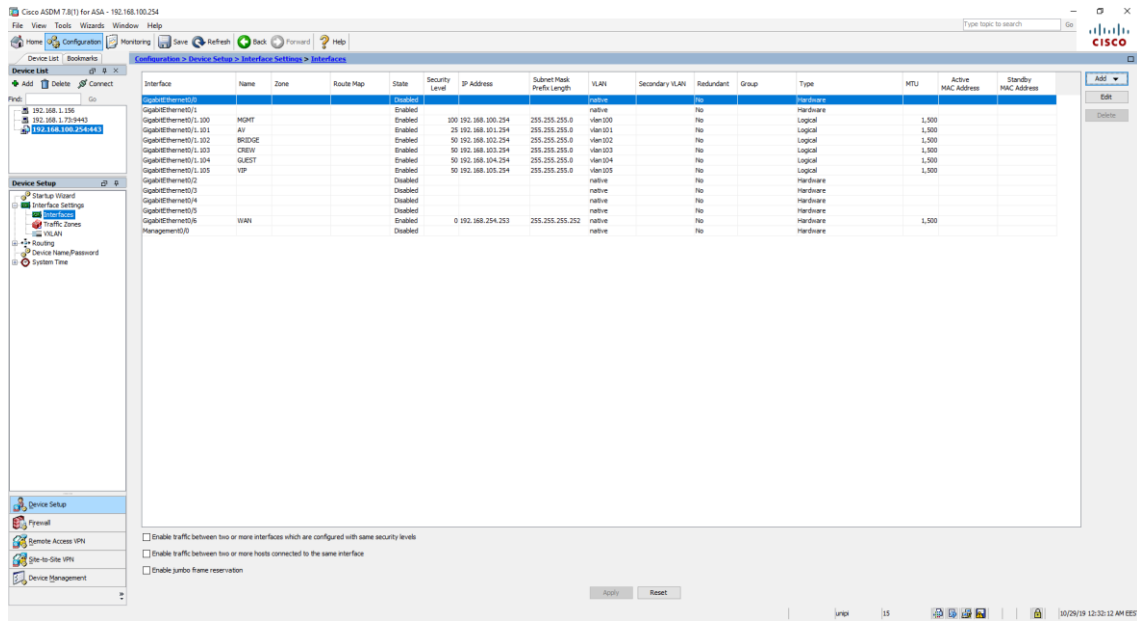 Cisco ASDM 7.8(1) for ASA - 192.168.100.254
File View Tools Wizards Window Help
Type topic to search Go
Home Configuration Monitoring Save Refresh Back Forward Help
CISCO
Device List Bookmarks
Configuration > Device Setup > Interface Settings > Interfaces
Device List
Add Delete Connect
Find: Go
192.168.1.156
192.168.1.73:9443
192.168.100.254:443
Device Setup
Startup Wizard
Interface Settings
Interfaces
Traffic Zones
VXLAN
Routing
Device Name/Password
System Time
Device Setup
Firewall
Remote Access VPN
Site-to-Site VPN
Device Management
Interface Name Zone Route Map State Security Level IP Address Subnet Mask Prefix Length VLAN Secondary VLAN Redundant Group Type MTU Active MAC Address Standby MAC Address
GigabitEthernet0/0 Disabled native No Hardware
GigabitEthernet0/1 Enabled native No Hardware
GigabitEthernet0/1.100 MGMT Enabled 100 192.168.100.254 255.255.255.0 vlan100 No Logical 1,500
GigabitEthernet0/1.101 AV Enabled 25 192.168.101.254 255.255.255.0 vlan101 No Logical 1,500
GigabitEthernet0/1.102 BRIDGE Enabled 50 192.168.102.254 255.255.255.0 vlan102 No Logical 1,500
GigabitEthernet0/1.103 CREW Enabled 50 192.168.103.254 255.255.255.0 vlan103 No Logical 1,500
GigabitEthernet0/1.104 GUEST Enabled 50 192.168.104.254 255.255.255.0 vlan104 No Logical 1,500
GigabitEthernet0/1.105 VIP Enabled 50 192.168.105.254 255.255.255.0 vlan105 No Logical 1,500
GigabitEthernet0/2 Disabled native No Hardware
GigabitEthernet0/3 Disabled native No Hardware
GigabitEthernet0/4 Disabled native No Hardware
GigabitEthernet0/5 Disabled native No Hardware
GigabitEthernet0/6 WAN Enabled 0 192.168.254.253 255.255.255.252 native No Hardware 1,500
Management0/0 Disabled native No Hardware
Add
Edit
Delete
Enable traffic between two or more interfaces which are configured with same security levels
Enable traffic between two or more hosts connected to the same interface
Enable jumbo frame reservation
Apply Reset
unipi 15 10/29/19 12:32:12 AM EES